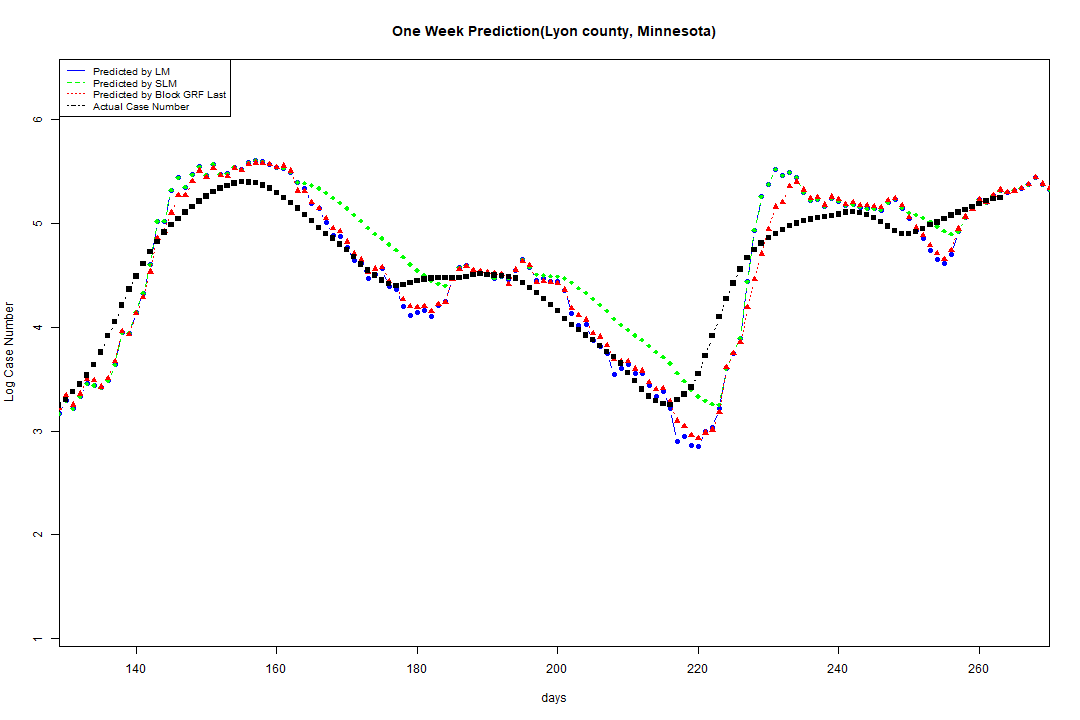 One Week Prediction(Lyon county, Minnesota)
Predicted by LM
Predicted by SLM
Predicted by Block GRF Last
Actual Case Number
6
5
4
3
2
1
Log Case Number
140 160 180 200 220 240 260
days